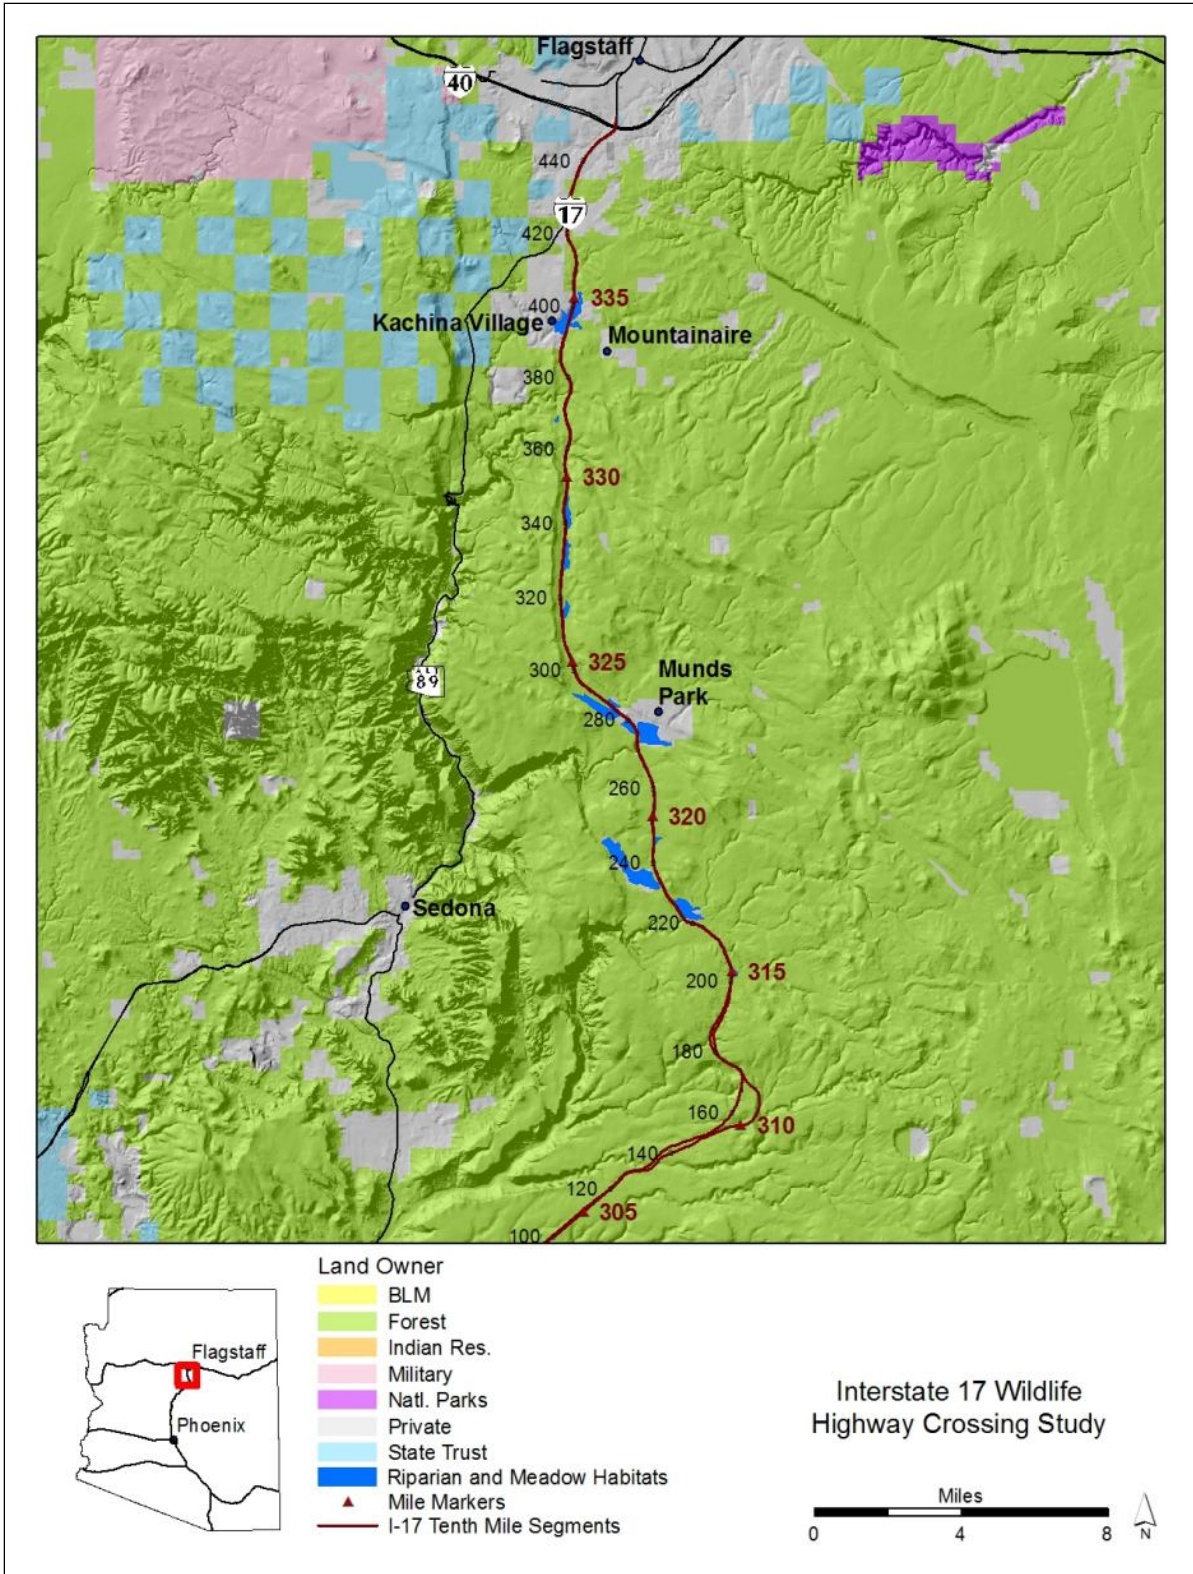 Flagstaff
40
440
17
420
335
400
Kachina Village
Mountainaire
380
360
330
340
320
325
300
Munds
Park
89
280
260
320
240
Sedona
220
315
200
180
160
310
140
120
305
100
Land Owner
BLM
Forest
Indian Res.
Military
Natl. Parks
Private
State Trust
Riparian and Meadow Habitats
Mile Markers
I-17 Tenth Mile Segments
Flagstaff
Phoenix
Interstate 17 Wildlife
Highway Crossing Study
Miles
0 4 8
N